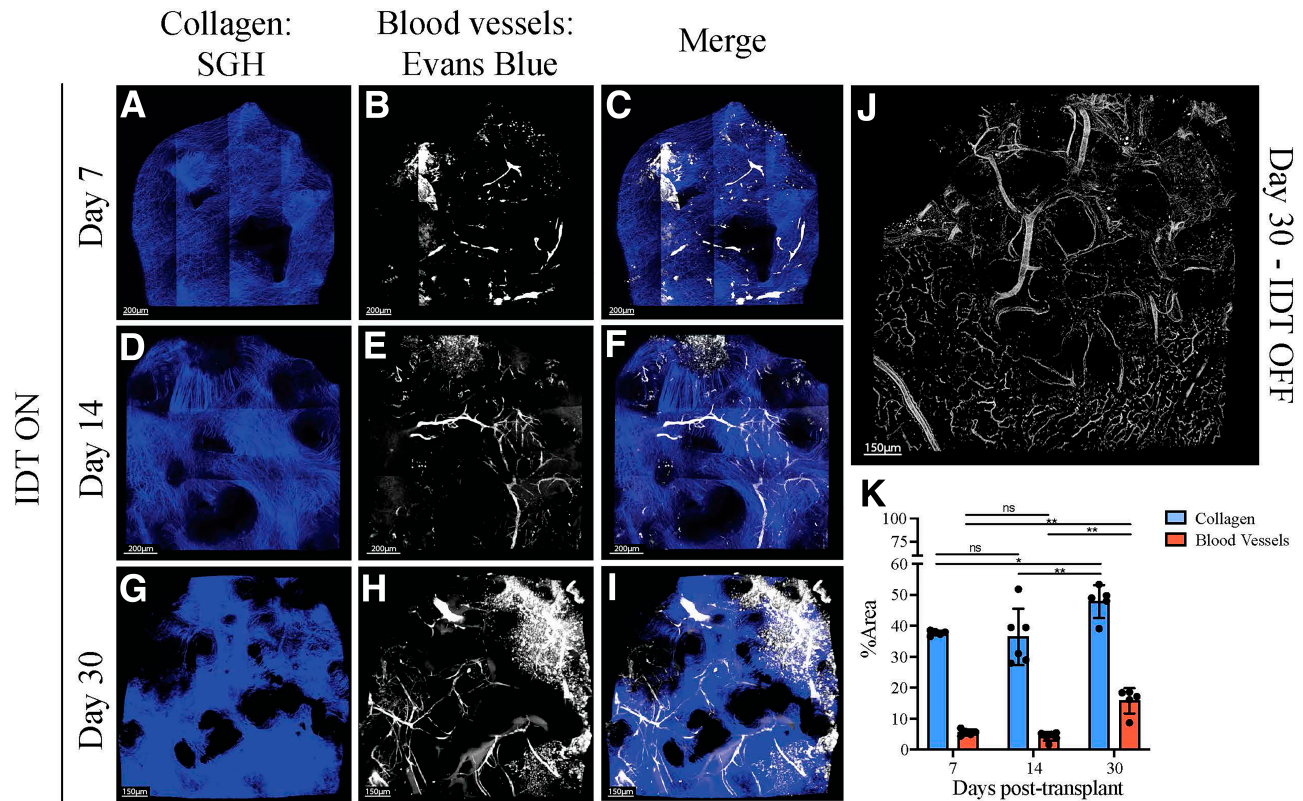 Collagen:
SGH
Blood vessels:
Evans Blue
Merge
IDT ON
Day 7
A
200µm
B
200µm
C
200µm
Day 14
D
200µm
E
200µm
F
200µm
Day 30
G
150µm
H
150µm
I
150µm
J
150µm
Day 30 - IDT OFF
K
%Area
100
75
60
50
40
30
20
10
0
ns
**
**
ns
*
**
7
14
30
Days post-transplant
Collagen
Blood Vessels